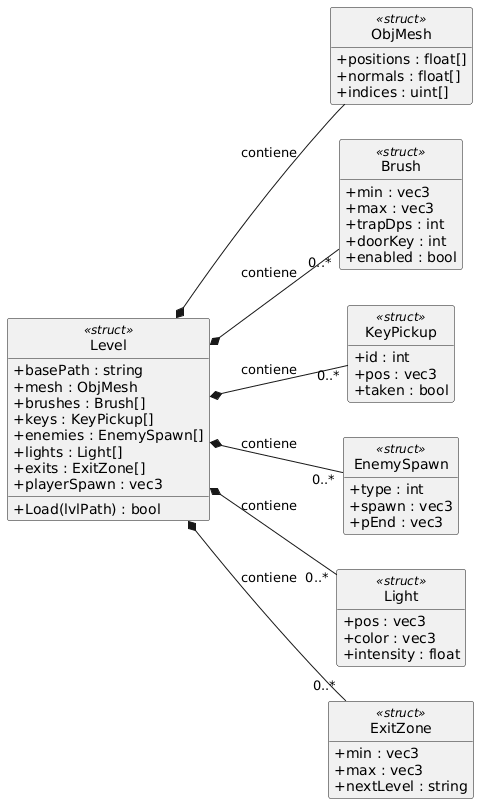 «struct»
ObjMesh
+positions : float[]
+normals : float[]
+indices : uint[]
contiene
«struct»
Brush
+min : vec3
+max : vec3
+trapDps : int
+doorKey : int
+enabled : bool
contiene
0..*
«struct»
Level
+basePath : string
+mesh : ObjMesh
+brushes : Brush[]
+keys : KeyPickup[]
+enemies : EnemySpawn[]
+lights : Light[]
+exits : ExitZone[]
+playerSpawn : vec3
+Load(lvlPath) : bool
«struct»
KeyPickup
+id : int
+pos : vec3
+taken : bool
contiene
0..*
«struct»
EnemySpawn
+type : int
+spawn : vec3
+pEnd : vec3
contiene
0..*
«struct»
Light
+pos : vec3
+color : vec3
+intensity : float
contiene
0..*
contiene
0..*
«struct»
ExitZone
+min : vec3
+max : vec3
+nextLevel : string